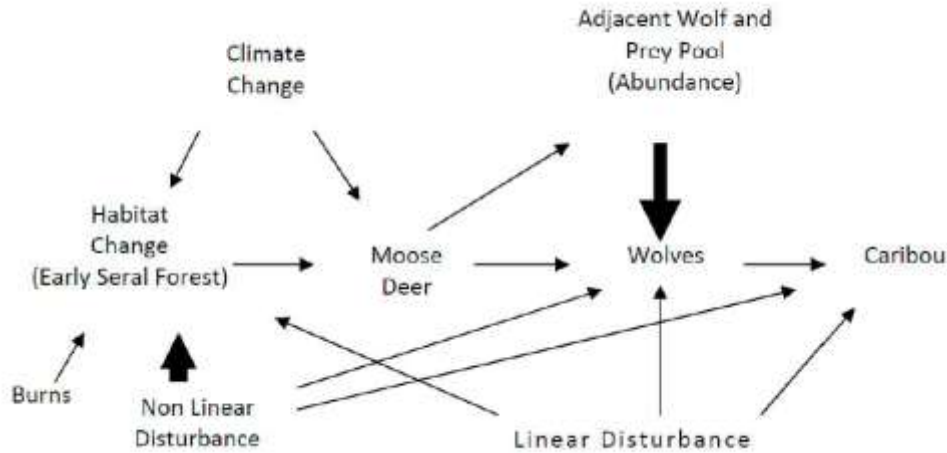 Adjacent Wolf and
Prey Pool
(Abundance)
Climate
Change
Habitat
Change
(Early Seral Forest)
Moose
Deer
Wolves
Caribou
Burns
Non Linear
Disturbance
Linear Disturbance